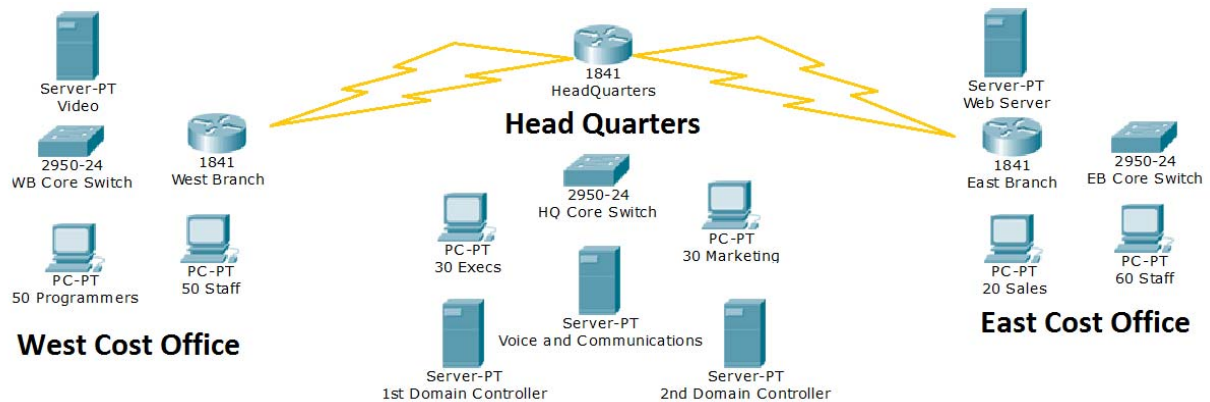 Server-PT
Video
2950-24
WB Core Switch
1841
West Branch
PC-PT
50 Programmers
PC-PT
50 Staff
West Cost Office
1841
HeadQuarters
Head Quarters
2950-24
HQ Core Switch
PC-PT
30 Execs
PC-PT
30 Marketing
Server-PT
Voice and Communications
Server-PT
1st Domain Controller
Server-PT
2nd Domain Controller
Server-PT
Web Server
1841
East Branch
2950-24
EB Core Switch
PC-PT
20 Sales
PC-PT
60 Staff
East Cost Office